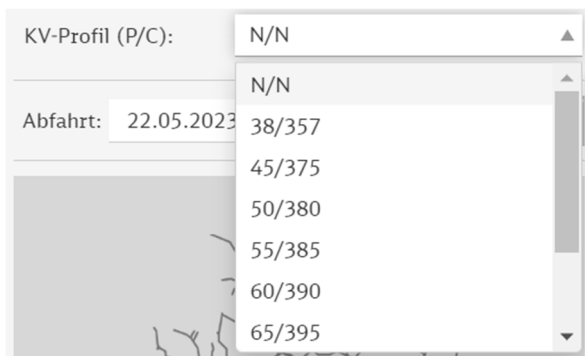 KV-Profil (P/C): N/N
N/N
Abfahrt: 22.05.2023
38/357
45/375
50/380
55/385
60/390
65/395